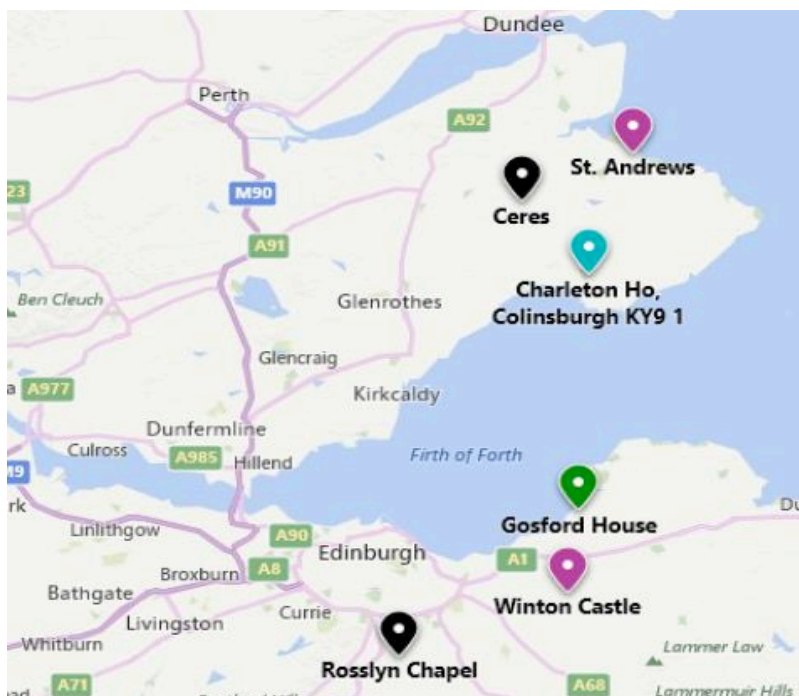 Dundee
Perth
A92
St. Andrews
23
M90
Ceres
A91
Charleton Ho,
Colinsburgh KY9 1
Ben Cleuch
Glenrothes
Glencraig
a
A977
Kirkcaldy
Dunfermline
Culross
A985
Hillend
Firth of Forth
M9
rk
Gosford House
Du
Linlithgow
A90
Edinburgh
A1
Broxburn
A8
Bathgate
Winton Castle
Livingston
Currie
Whitburn
Rosslyn Chapel
Lammer Law
A71
A68
Lammermuir Hills